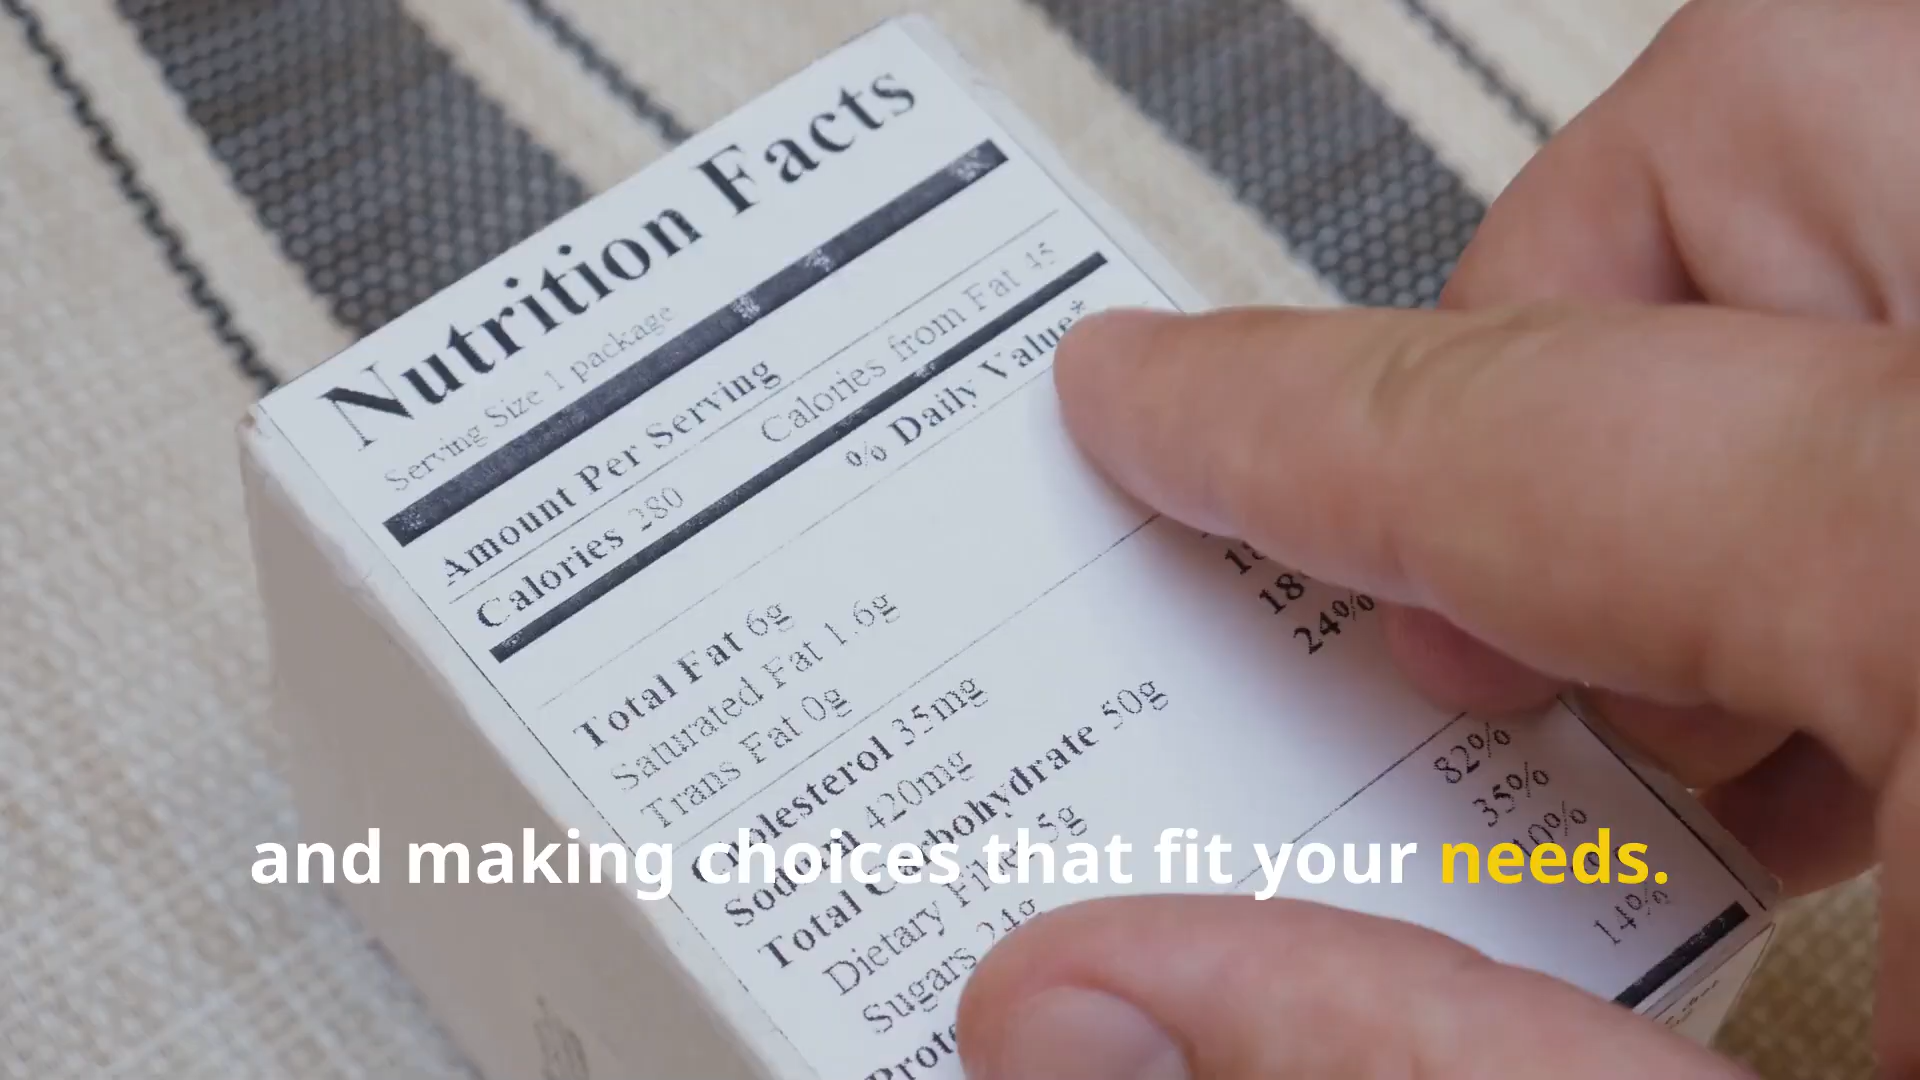 Nutrition Facts
Serving Size 1 package
Amount Per Serving
Calories 280 Calories from Fat 45
% Daily Value*
Total Fat 6g
Saturated Fat 1.6g
Trans Fat 0g
Cholesterol 35mg
Sodium 420mg
Total Carbohydrate 50g
Dietary Fiber 5g
Sugars 24g
24%
82%
35%
10%
14%
and making choices that fit your needs.